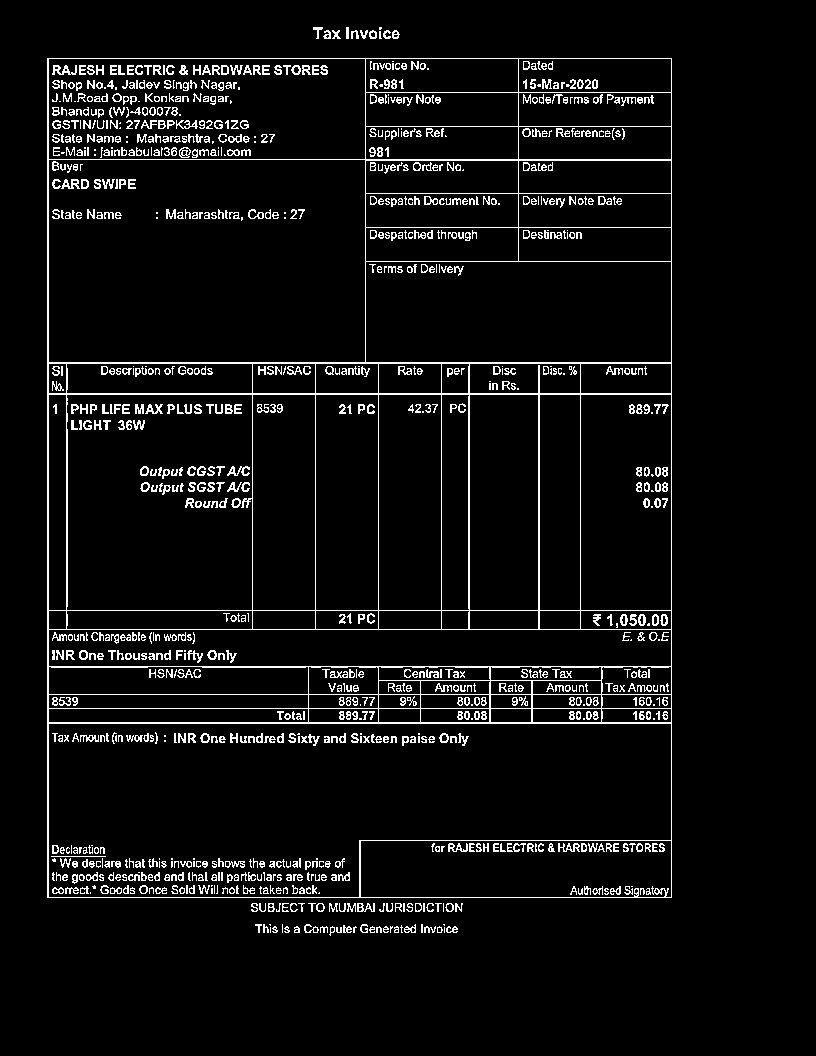 Tax Invoice
RAJESH ELECTRIC & HARDWARE STORES
Shop No.4, Jaldev Singh Nagar,
J.M.Road Opp. Konkan Nagar,
Bhandup (W)-400078.
GSTIN/UIN: 27AFBPK3492G1ZG
State Name : Maharashtra, Code : 27
E-Mail : jainbabulal36@gmail.com
Invoice No.
R-981
Dated
15-Mar-2020
Delivery Note
Mode/Terms of Payment
Supplier's Ref.
981
Other Reference(s)
Buyer
CARD SWIPE
State Name : Maharashtra, Code : 27
Buyer's Order No.
Dated
Despatch Document No.
Delivery Note Date
Despatched through
Destination
Terms of Delivery
Sl No. Description of Goods HSN/SAC Quantity Rate per Disc in Rs. Disc. % Amount
1 PHP LIFE MAX PLUS TUBE 8539 21 PC 42.37 PC 889.77
LIGHT 36W
Output CGST A/C 80.08
Output SGST A/C 80.08
Round Off 0.07
Total 21 PC ₹ 1,050.00
Amount Chargeable (in words) E. & O.E
INR One Thousand Fifty Only
HSN/SAC Taxable Central Tax State Tax Total
Value Rate Amount Rate Amount Tax Amount
8539 889.77 9% 80.08 9% 80.08 160.16
Total 889.77 80.08 80.08 160.16
Tax Amount (in words) : INR One Hundred Sixty and Sixteen paise Only
Declaration
* We declare that this invoice shows the actual price of
the goods described and that all particulars are true and
correct.* Goods Once Sold Will not be taken back.
for RAJESH ELECTRIC & HARDWARE STORES
Authorised Signatory
SUBJECT TO MUMBAI JURISDICTION
This is a Computer Generated Invoice